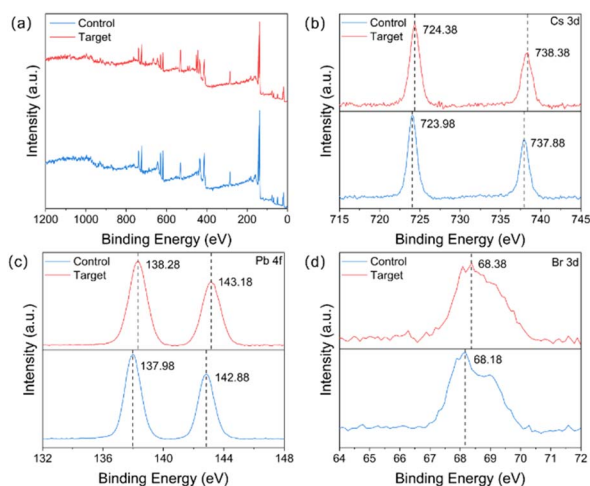 (a)
Control
Target
Intensity (a.u.)
1200 1000 800 600 400 200 0
Binding Energy (eV)
(b)
Control
Target
Cs 3d
724.38
738.38
723.98
737.88
Intensity (a.u.)
715 720 725 730 735 740 745
Binding Energy (eV)
(c)
Control
Target
Pb 4f
138.28
143.18
137.98
142.88
Intensity (a.u.)
132 136 140 144 148
Binding Energy (eV)
(d)
Control
Target
Br 3d
68.38
68.18
Intensity (a.u.)
64 65 66 67 68 69 70 71 72
Binding Energy (eV)